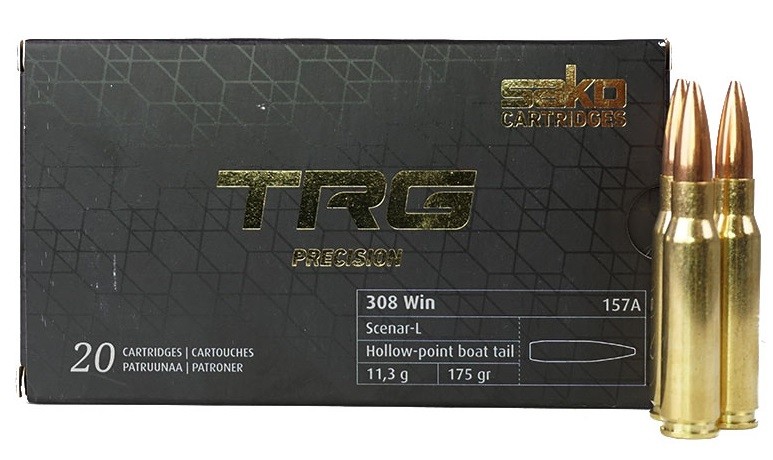 sako
CARTRIDGES
TRG
PRECISION
308 Win 157A
Scenar-L
Hollow-point boat tail
11,3 g 175 gr
20 CARTRIDGES | CARTOUCHES
PATRUUNAA | PATRONER